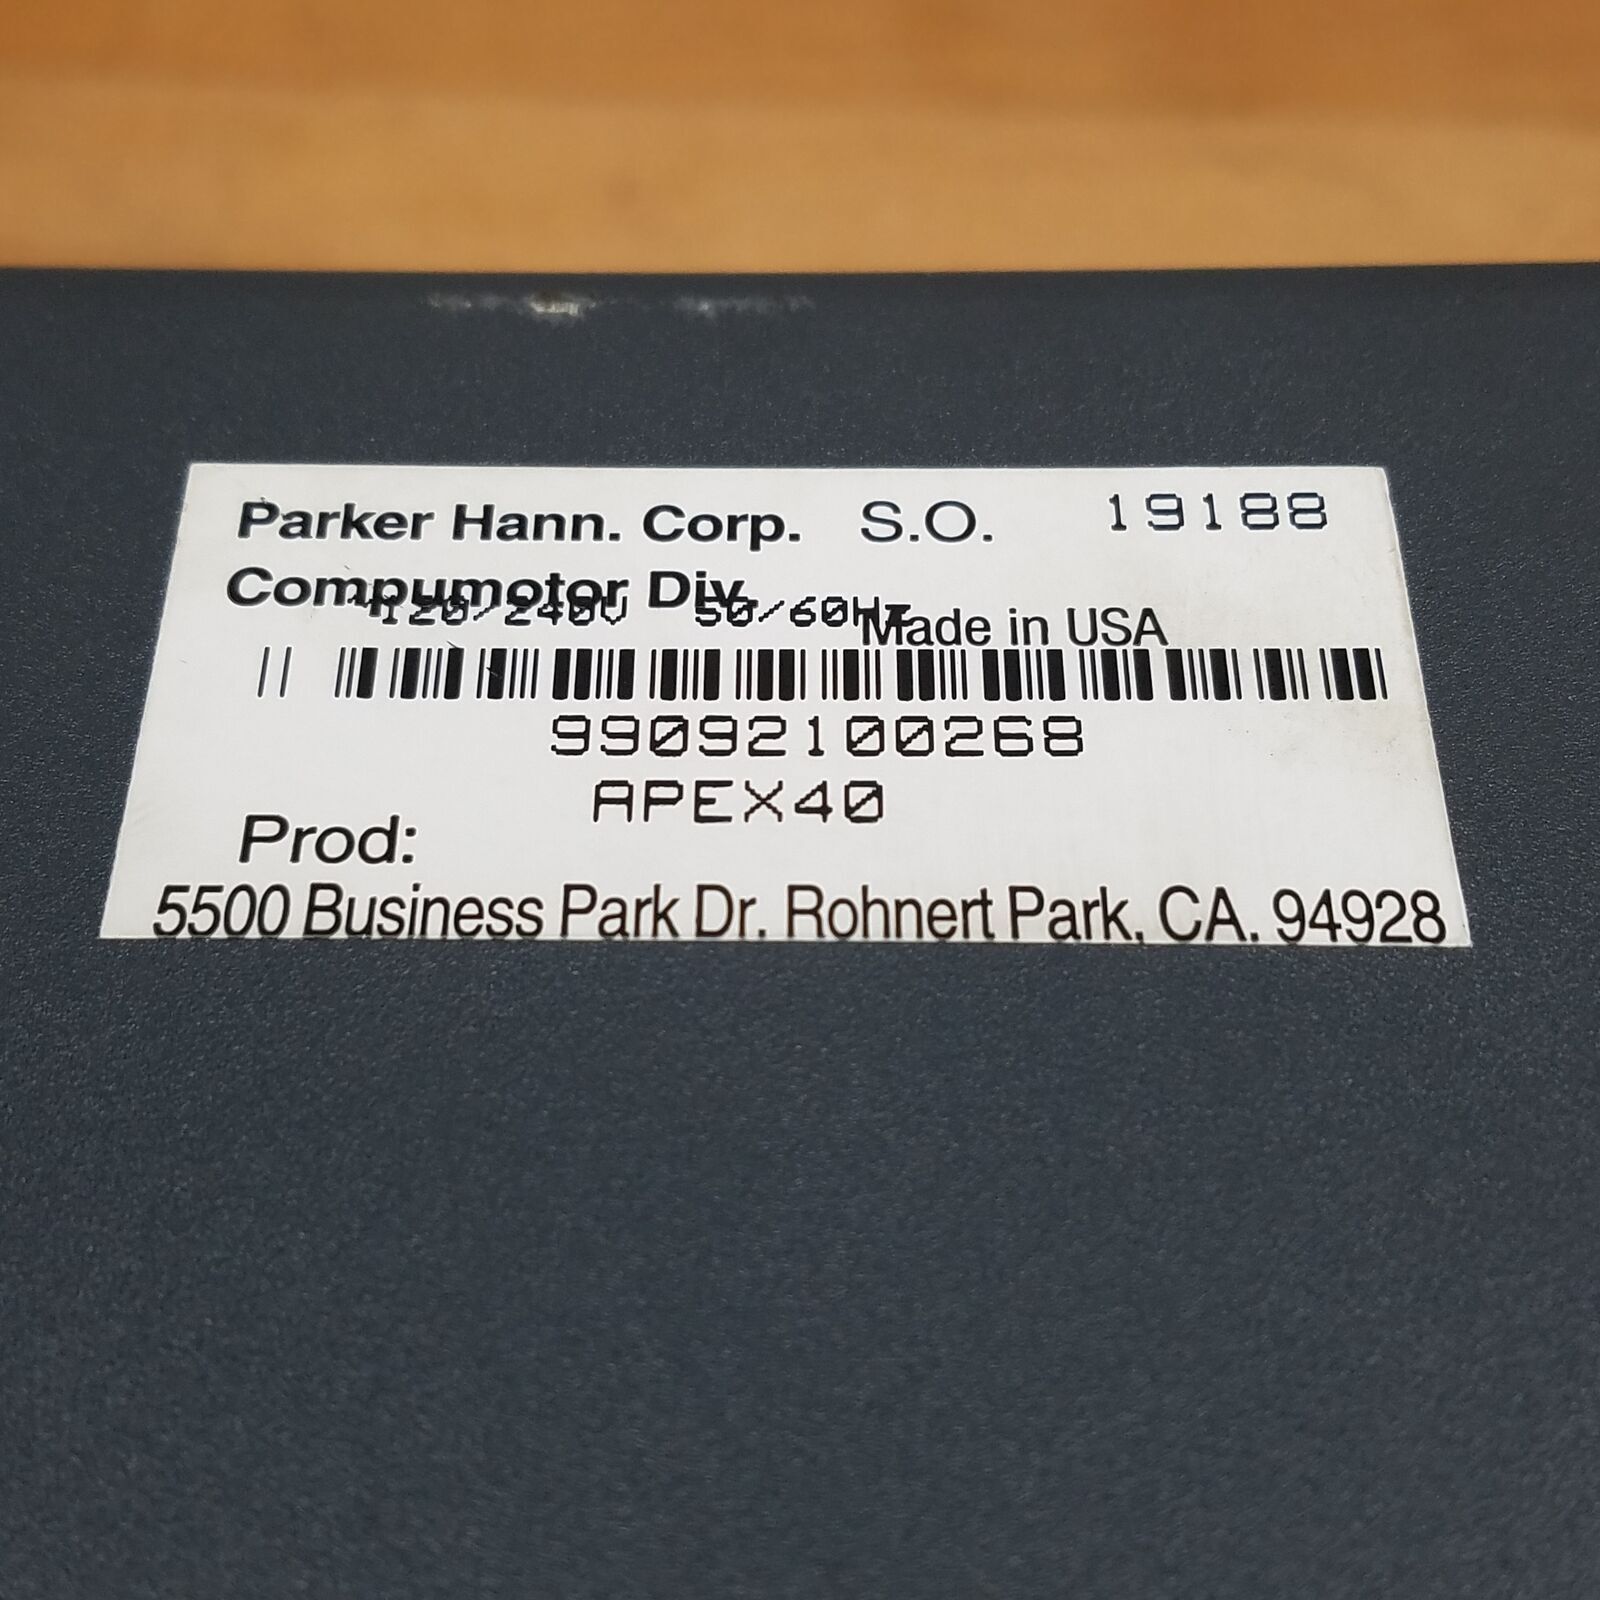 Parker Hann. Corp. S.O. 19188
Compumotor Div.
~120/240V 50/60Hz
Made in USA
99092100268
APEX40
Prod:
5500 Business Park Dr. Rohnert Park, CA. 94928